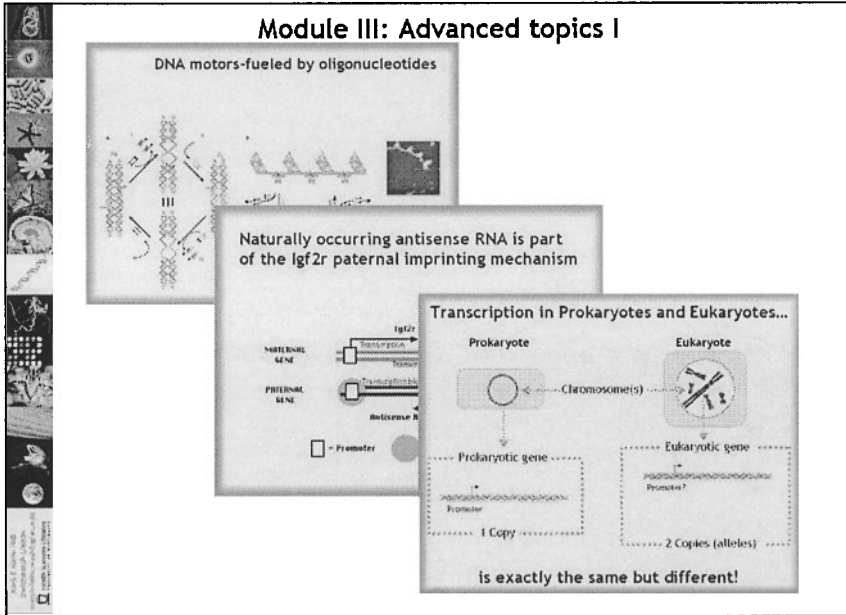 Module III: Advanced topics I
DNA motors-fueled by oligonucleotides
Naturally occurring antisense RNA is part
of the Igf2r paternal imprinting mechanism
Igf2r
MATERNAL
GENE
Transcription
PATERNAL
GENE
Antisense
= Promoter
Transcription in Prokaryotes and Eukaryotes...
Prokaryote
Eukaryote
Chromosome(s)
Prokaryotic gene
Promoter
1 Copy
Eukaryotic gene
Promoter?
2 Copies (alleles)
is exactly the same but different!